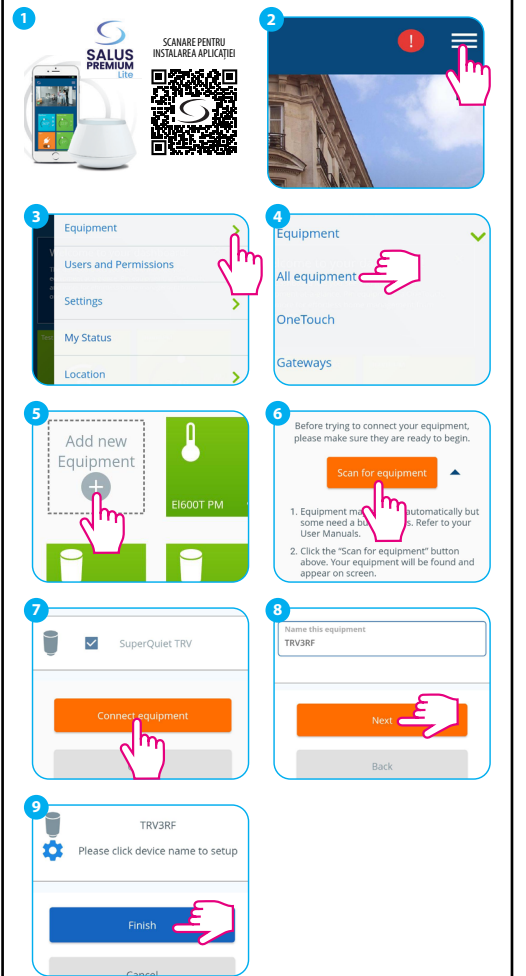 1
SALUS
PREMIUM
Lite
SCANARE PENTRU
INSTALAREA APLICAȚIEI
2
!
3
Equipment
Users and Permissions
Settings
My Status
Location
4
Equipment
All equipment
OneTouch
Gateways
5
Add new
Equipment
+
EI600T PM
6
Before trying to connect your equipment,
please make sure they are ready to begin.
Scan for equipment
1. Equipment ma automatically but
some need a bu s. Refer to your
User Manuals.
2. Click the “Scan for equipment” button
above. Your equipment will be found and
appear on screen.
7
SuperQuiet TRV
Connect equipment
8
Name this equipment
TRV3RF
Next
Back
9
TRV3RF
Please click device name to setup
Finish
Cancel